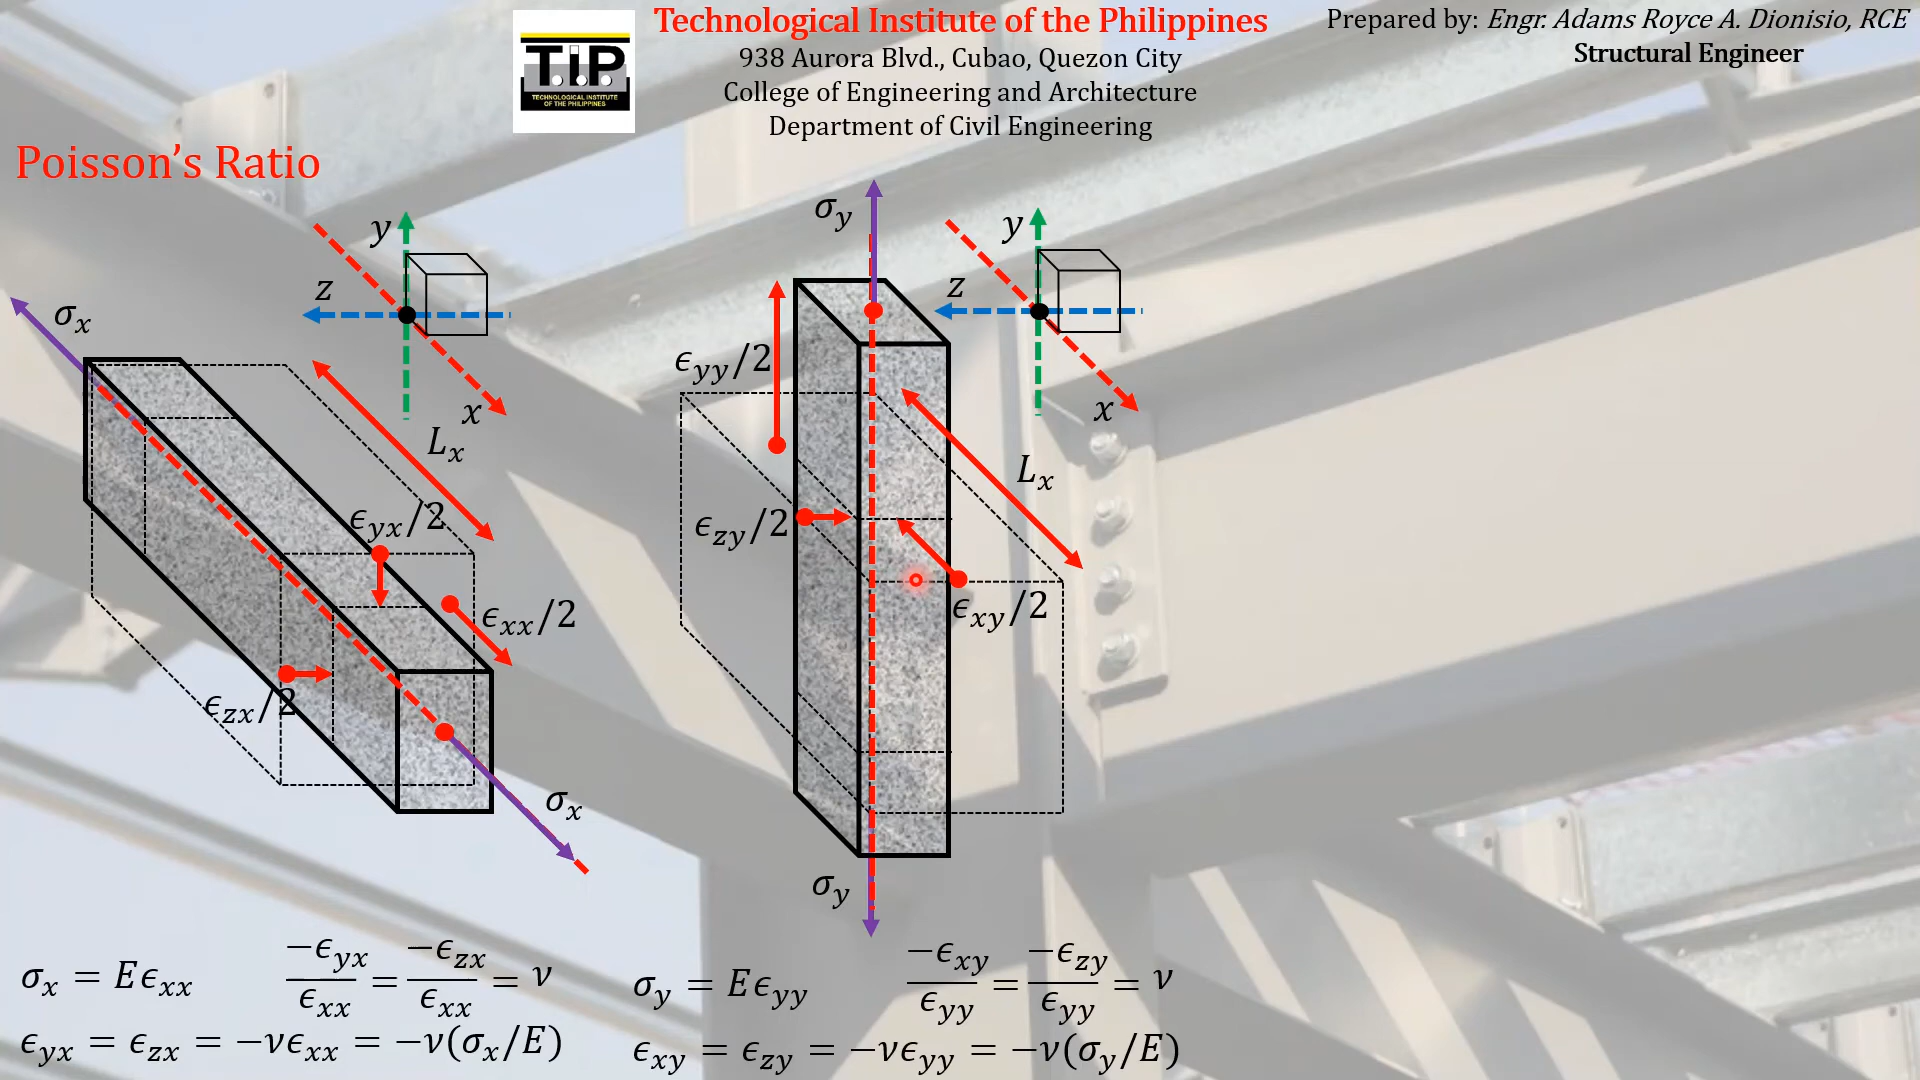 T.I.P
TECHNOLOGICAL INSTITUTE
OF THE PHILIPPINES
Technological Institute of the Philippines
938 Aurora Blvd., Cubao, Quezon City
College of Engineering and Architecture
Department of Civil Engineering
Prepared by: Engr. Adams Royce A. Dionisio, RCE
Structural Engineer
Poisson's Ratio
y
z
x
σ_x
L_x
ϵ_yx/2
ϵ_xx/2
ϵ_zx/2
σ_x
σ_y
y
z
x
ϵ_yy/2
L_x
ϵ_zy/2
ϵ_xy/2
σ_y
σ_x = Eϵ_xx
−ϵ_yx/ϵ_xx = −ϵ_zx/ϵ_xx = ν
ϵ_yx = ϵ_zx = −νϵ_xx = −ν(σ_x/E)
σ_y = Eϵ_yy
−ϵ_xy/ϵ_yy = −ϵ_zy/ϵ_yy = ν
ϵ_xy = ϵ_zy = −νϵ_yy = −ν(σ_y/E)